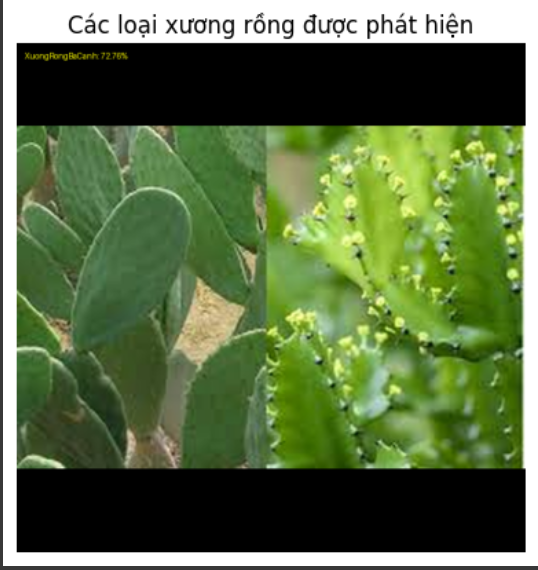 Các loại xương rồng được phát hiện
XuongRongBaCanh: 72.76%